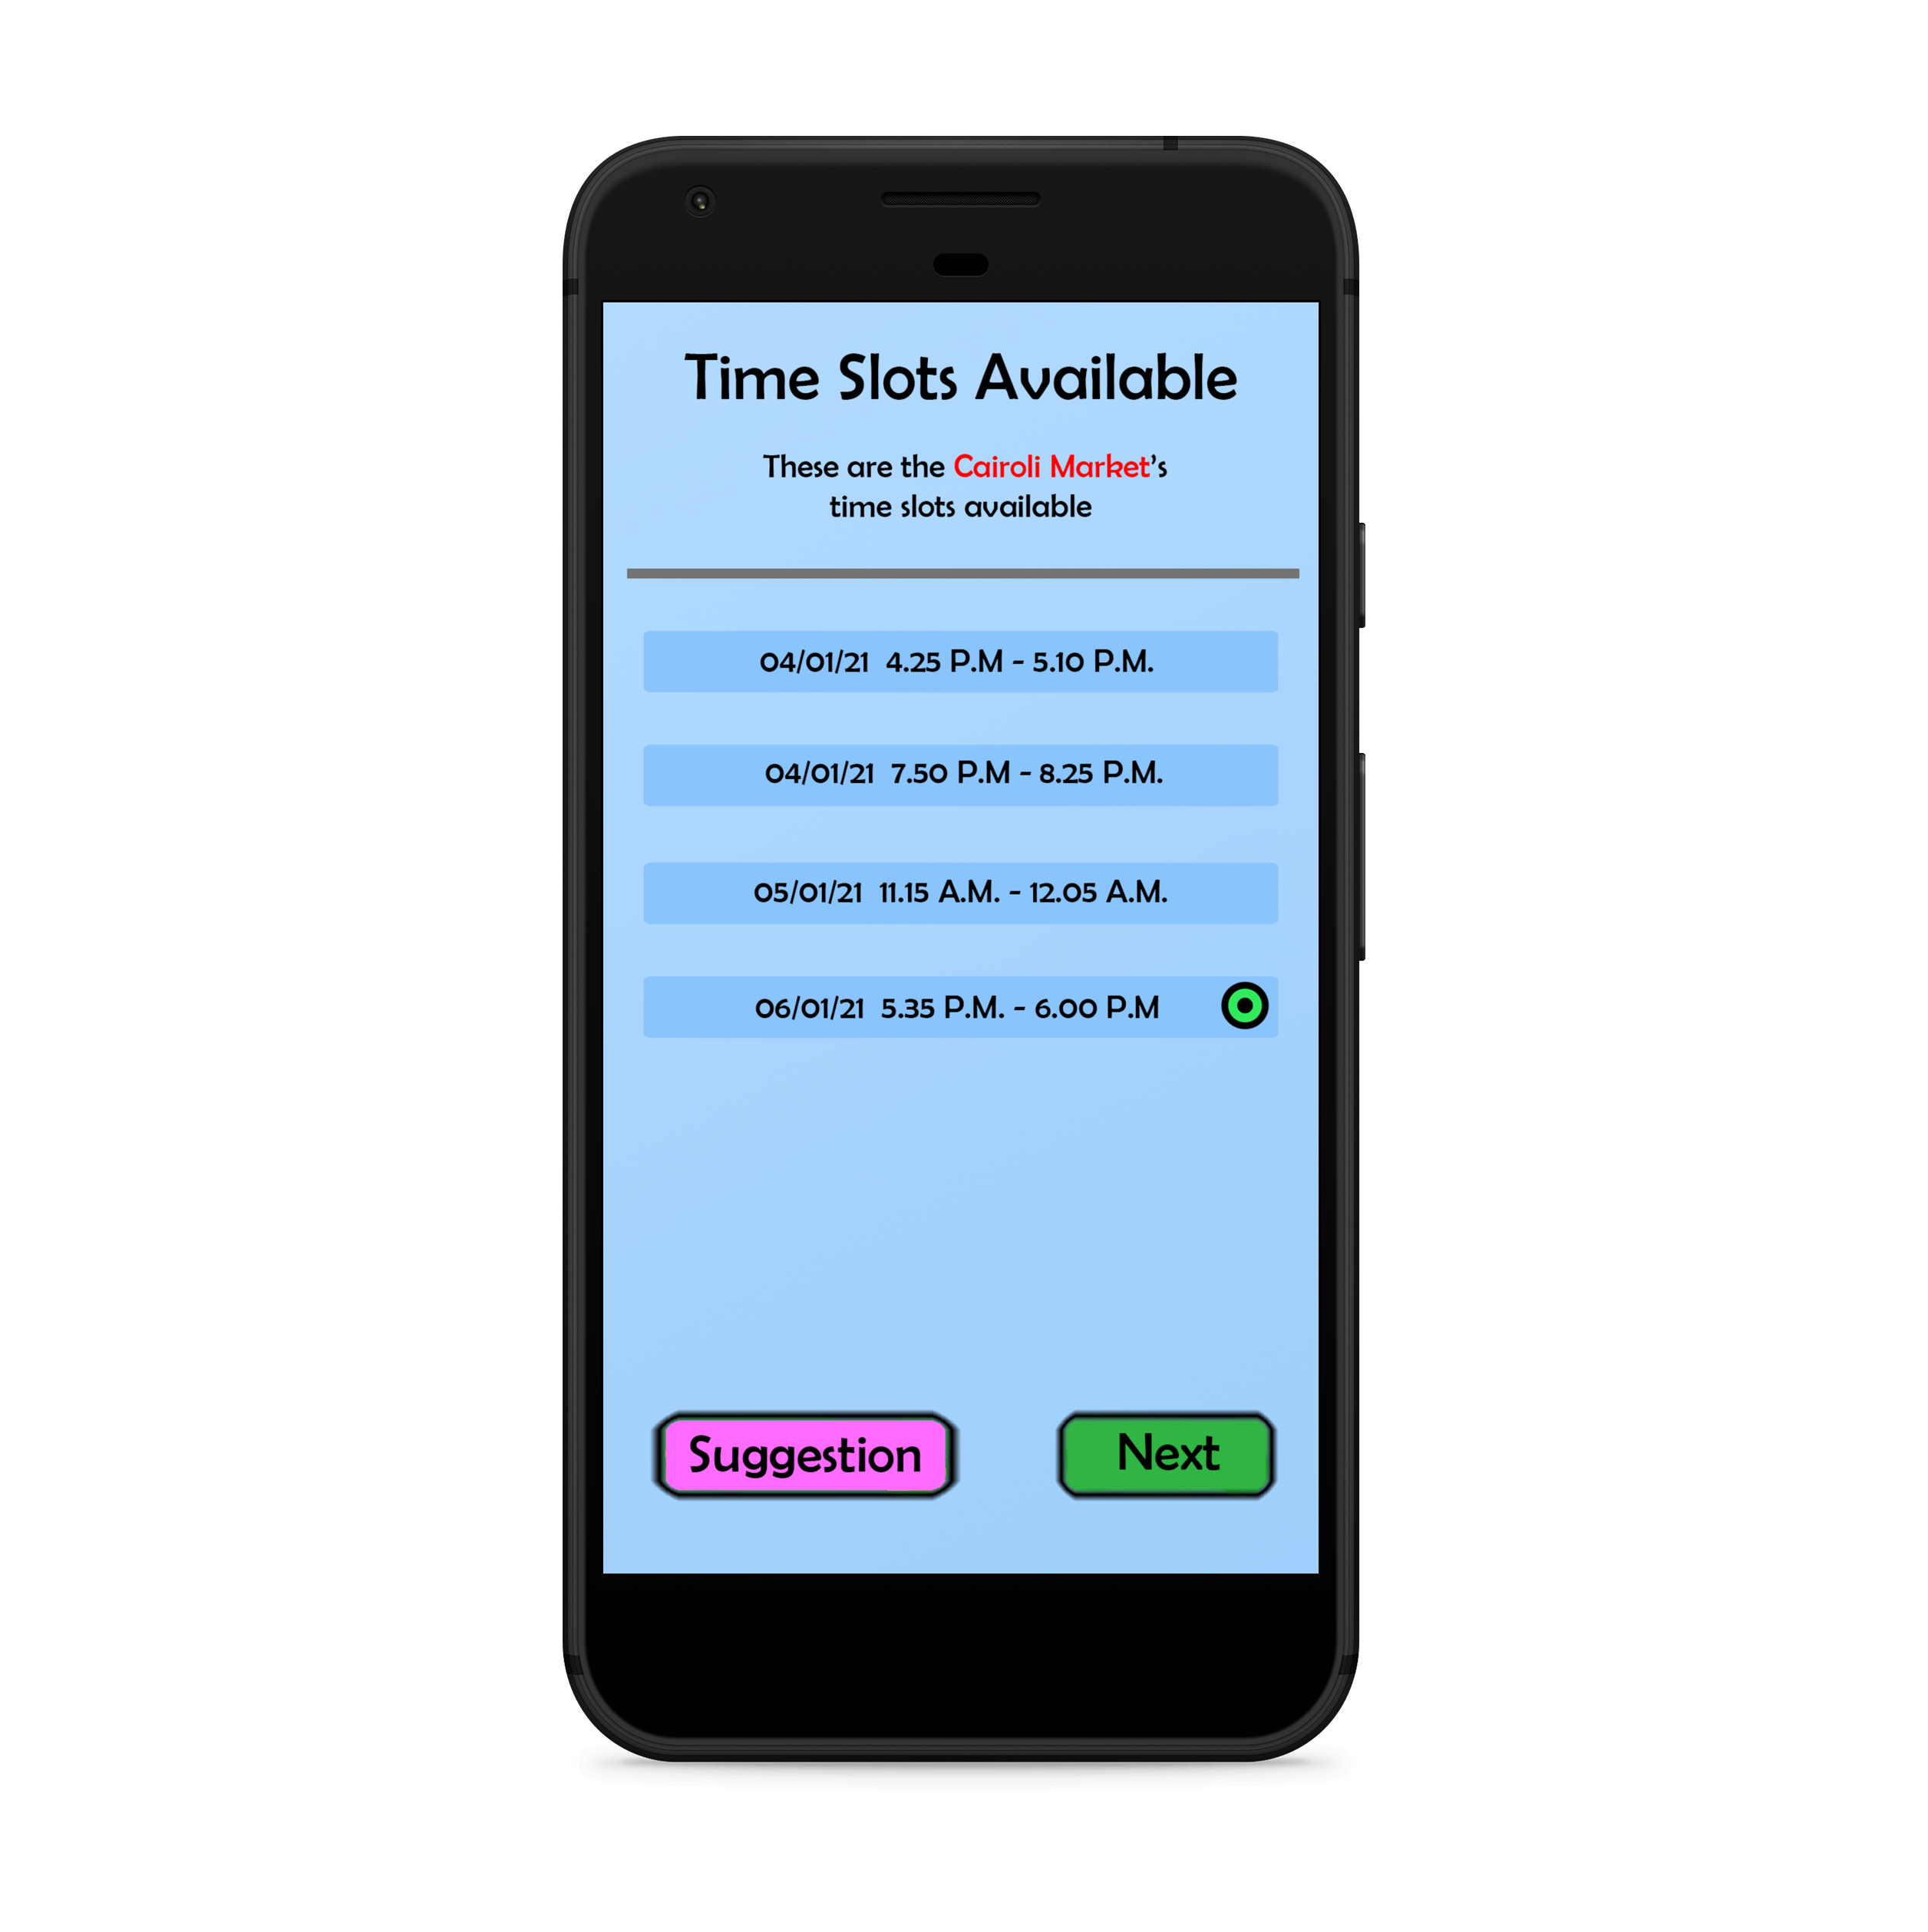 Time Slots Available
These are the Cairoli Market's
time slots available
04/01/21 4.25 P.M - 5.10 P.M.
04/01/21 7.50 P.M - 8.25 P.M.
05/01/21 11.15 A.M. - 12.05 A.M.
06/01/21 5.35 P.M. - 6.00 P.M
Suggestion
Next